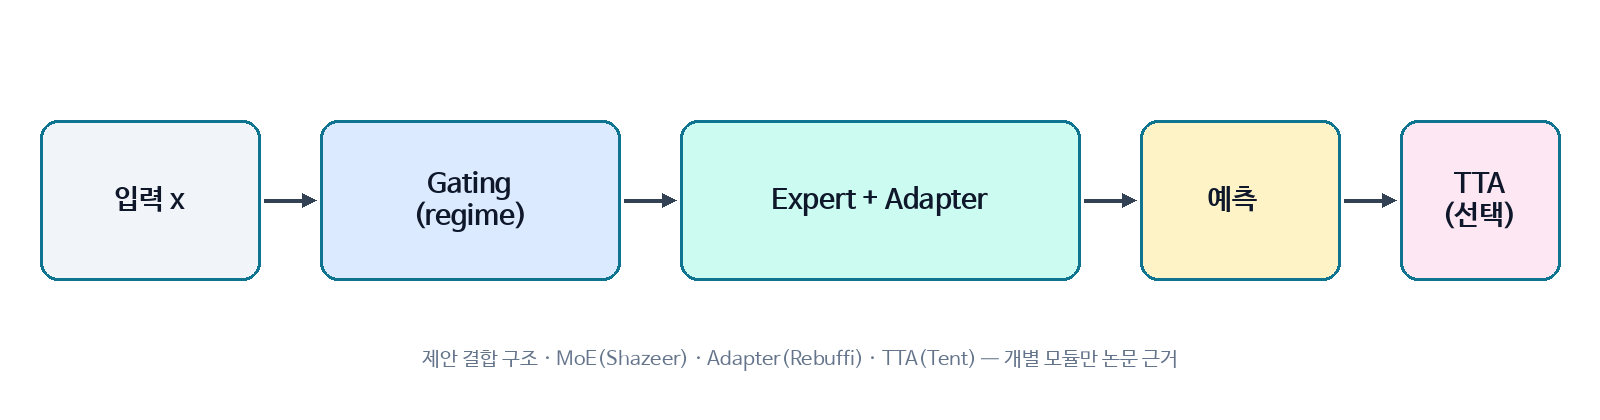 입력 x
Gating
(regime)
Expert + Adapter
예측
TTA
(선택)
제안 결합 구조 · MoE(Shazeer) · Adapter(Rebuffi) · TTA(Tent) — 개별 모듈만 논문 근거